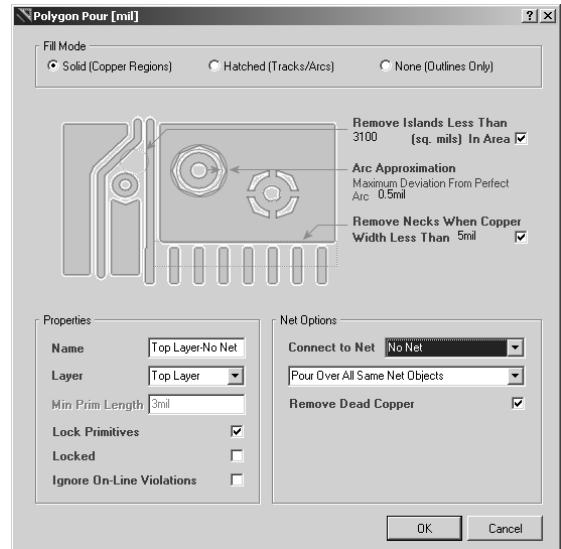 Polygon Pour [mil]
Fill Mode
Solid (Copper Regions)
Hatched (Tracks/Arcs)
None (Outlines Only)
Remove Islands Less Than
3100 (sq. mils) In Area
Arc Approximation
Maximum Deviation From Perfect
Arc 0.5mil
Remove Necks When Copper
Width Less Than 5mil
Properties
Name Top Layer-No Net
Layer Top Layer
Min Prim Length 3mil
Lock Primitives
Locked
Ignore On-Line Violations
Net Options
Connect to Net No Net
Pour Over All Same Net Objects
Remove Dead Copper
OK
Cancel